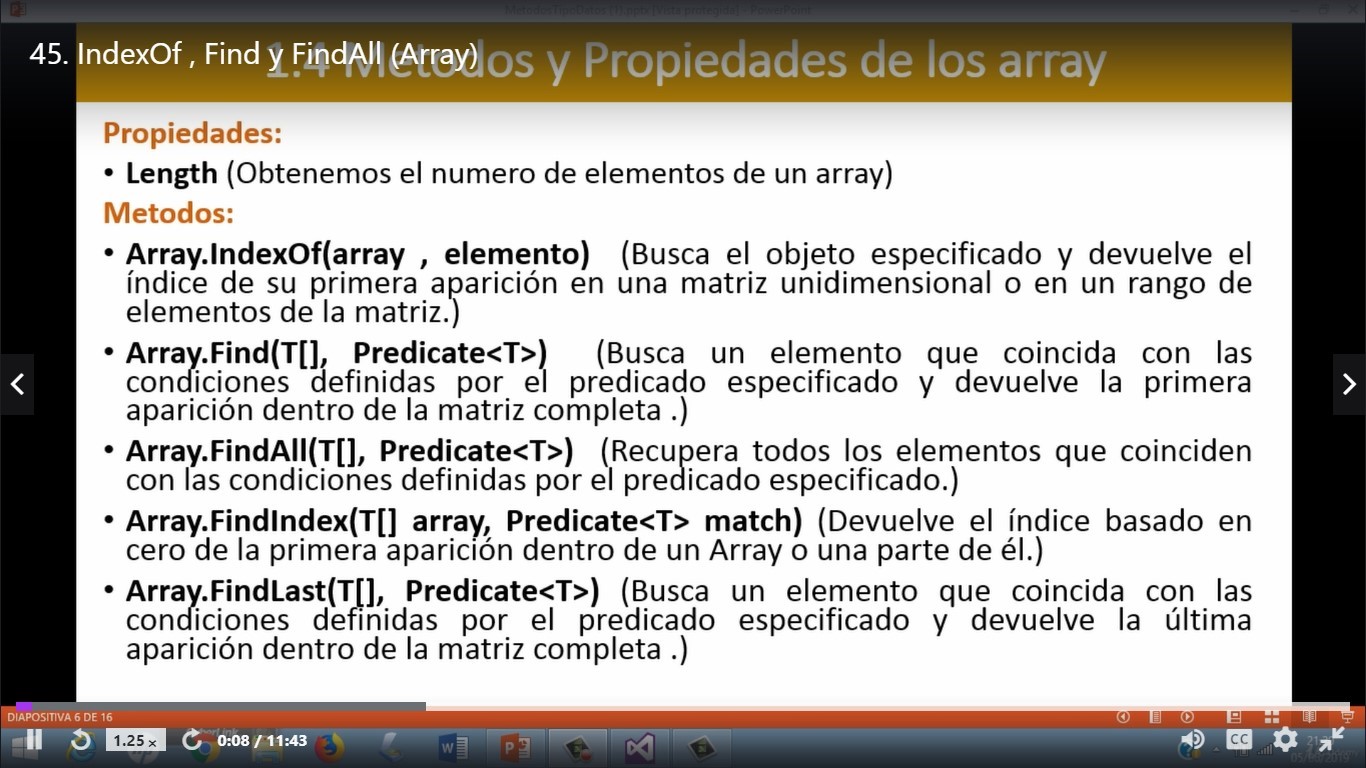 MetodosTipoDatos (1).pptx [Vista protegida] - PowerPoint
45. IndexOf , Find y FindAll (Array)
1.4 Metodos y Propiedades de los array
Propiedades:
• Length (Obtenemos el numero de elementos de un array)
Metodos:
• Array.IndexOf(array , elemento) (Busca el objeto especificado y devuelve el
índice de su primera aparición en una matriz unidimensional o en un rango de
elementos de la matriz.)
• Array.Find(T[], Predicate<T>) (Busca un elemento que coincida con las
condiciones definidas por el predicado especificado y devuelve la primera
aparición dentro de la matriz completa .)
• Array.FindAll(T[], Predicate<T>) (Recupera todos los elementos que coinciden
con las condiciones definidas por el predicado especificado.)
• Array.FindIndex(T[] array, Predicate<T> match) (Devuelve el índice basado en
cero de la primera aparición dentro de un Array o una parte de él.)
• Array.FindLast(T[], Predicate<T>) (Busca un elemento que coincida con las
condiciones definidas por el predicado especificado y devuelve la última
aparición dentro de la matriz completa .)
DIAPOSITIVA 6 DE 16
1.25 x
0:08 / 11:43
CC